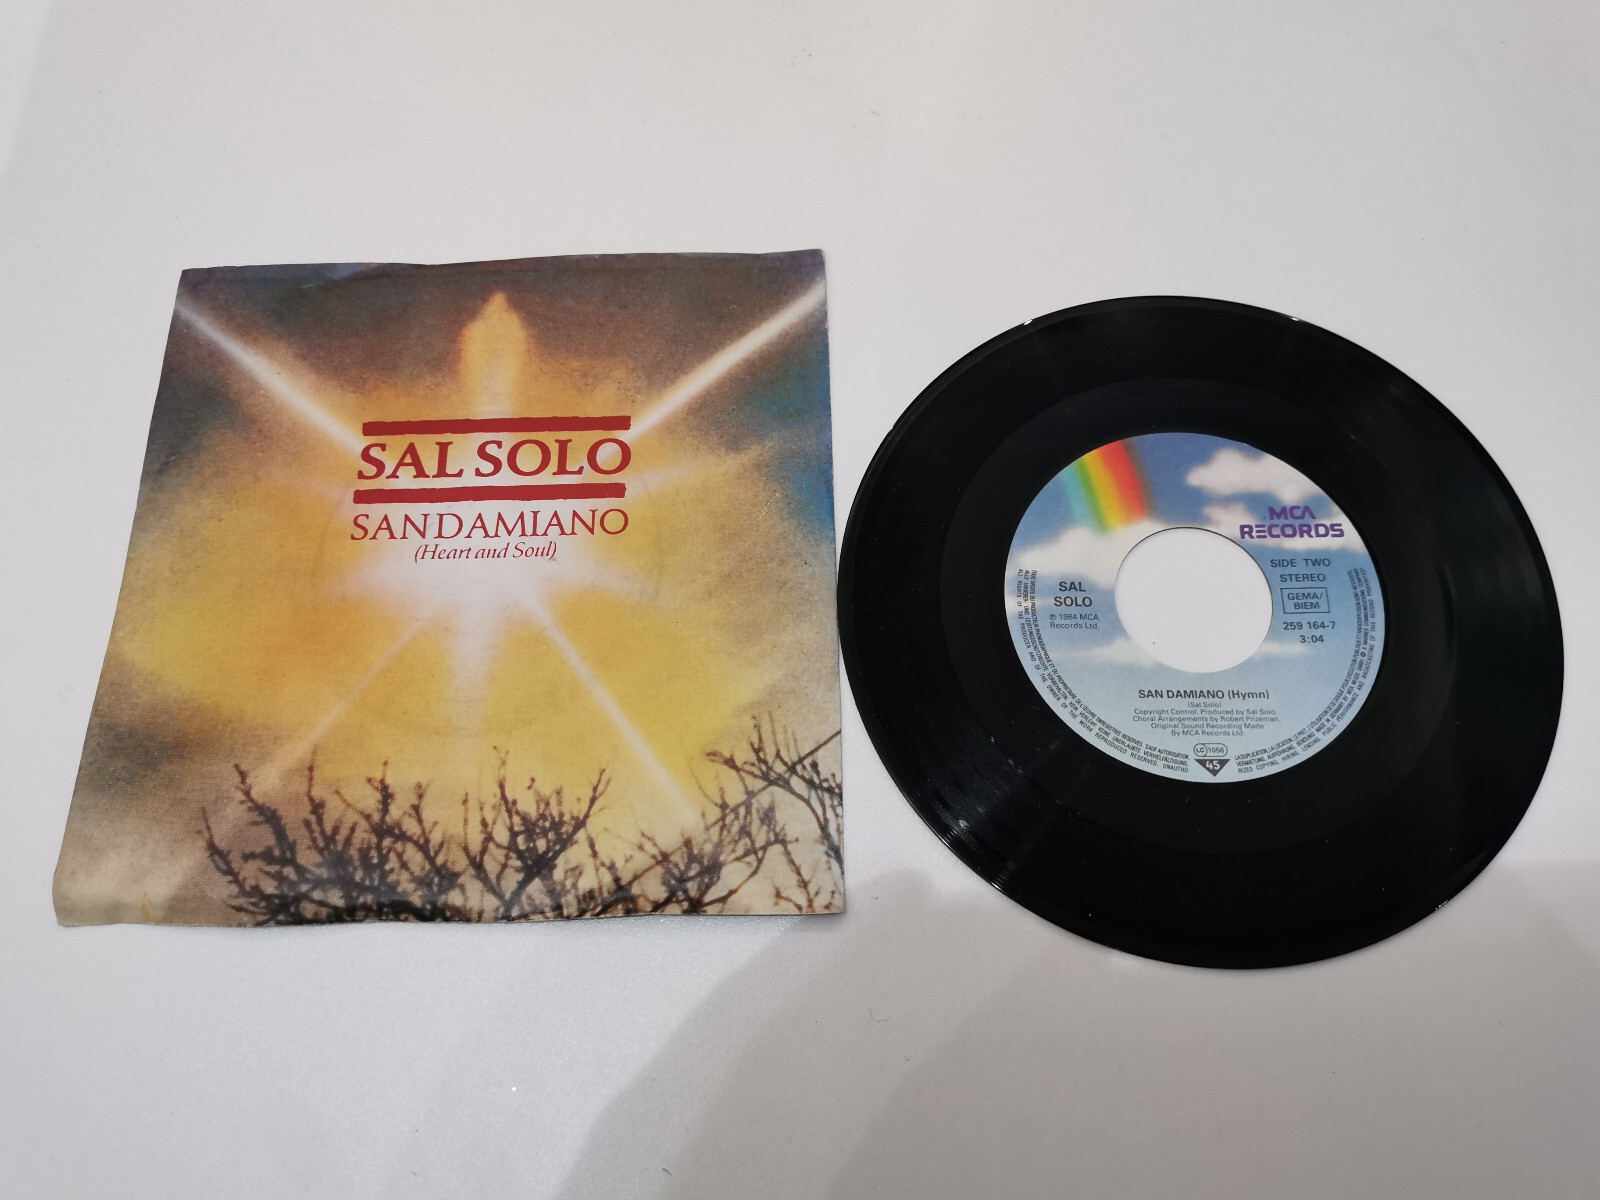 SAL SOLO
SAN DAMIANO
(Heart and Soul)
MCA
RECORDS
SIDE TWO
STEREO
GEMA/
BIEM
259 164-7
3:04
SAL
SOLO
℗ 1984 MCA
Records Ltd.
SAN DAMIANO (Hymn)
(Sal Solo)
Copyright Control. Produced by Sal Solo.
Choral Arrangements by Robert Prizeman.
Original Sound Recording Made
By MCA Records Ltd.
LC 1056
45